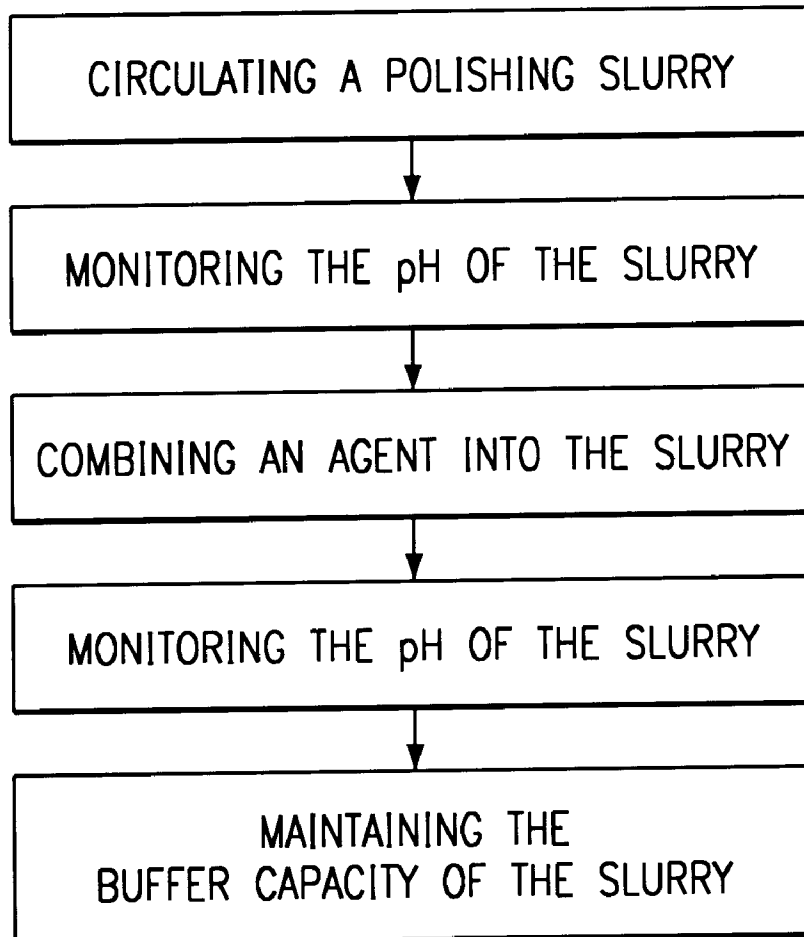 CIRCULATING A POLISHING SLURRY
MONITORING THE pH OF THE SLURRY
COMBINING AN AGENT INTO THE SLURRY
MONITORING THE pH OF THE SLURRY
MAINTAINING THE
BUFFER CAPACITY OF THE SLURRY